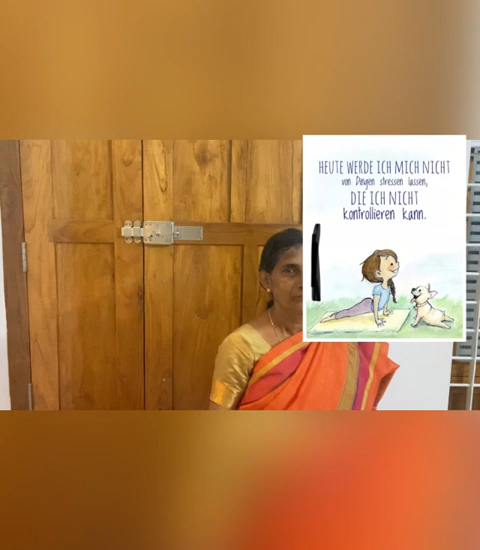 HEUTE WERDE ICH MICH NICHT
von Dingen stressen lassen,
DIE ICH NICHT
kontrollieren kann.